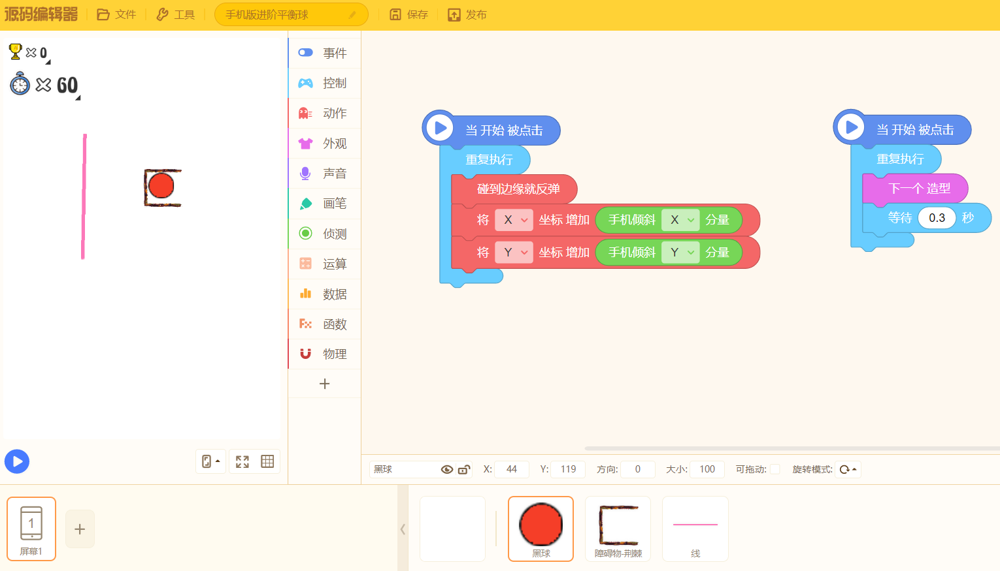 源码编辑器 文件 工具 手机版进阶平衡球 保存 发布
0
60
事件
控制
动作
外观
声音
画笔
侦测
运算
数据
函数
物理
当 开始 被点击
重复执行
碰到边缘就反弹
将 X 坐标 增加 手机倾斜 X 分量
将 Y 坐标 增加 手机倾斜 Y 分量
当 开始 被点击
重复执行
下一个 造型
等待 0.3 秒
黑球 X: 44 Y: 119 方向: 0 大小: 100 可拖动: 旋转模式:
1
屏幕1
黑球
障碍物-荆棘
线